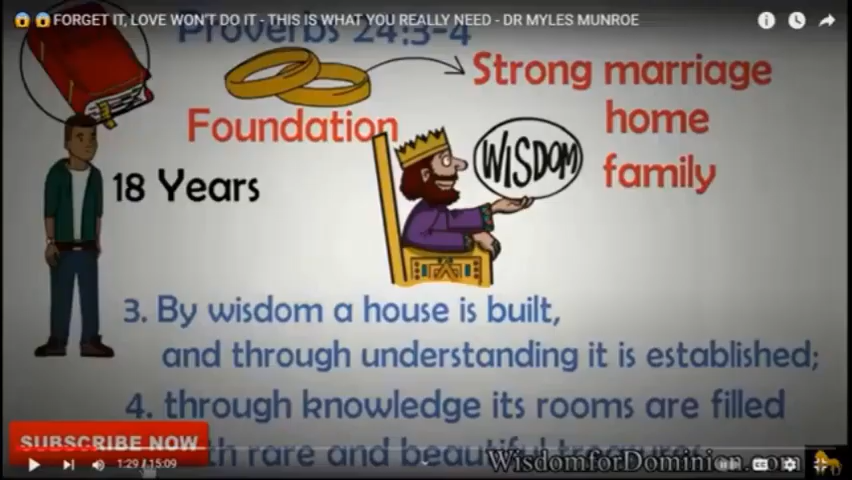 FORGET IT, LOVE WON'T DO IT - THIS IS WHAT YOU REALLY NEED - DR MYLES MUNROE
Proverbs 24:3-4
Strong marriage
home
family
Foundation
WISDOM
18 Years
3. By wisdom a house is built,
and through understanding it is established;
4. through knowledge its rooms are filled
rare and beautiful treasures
SUBSCRIBE NOW
WisdomforDominion.com
1:29 / 15:09